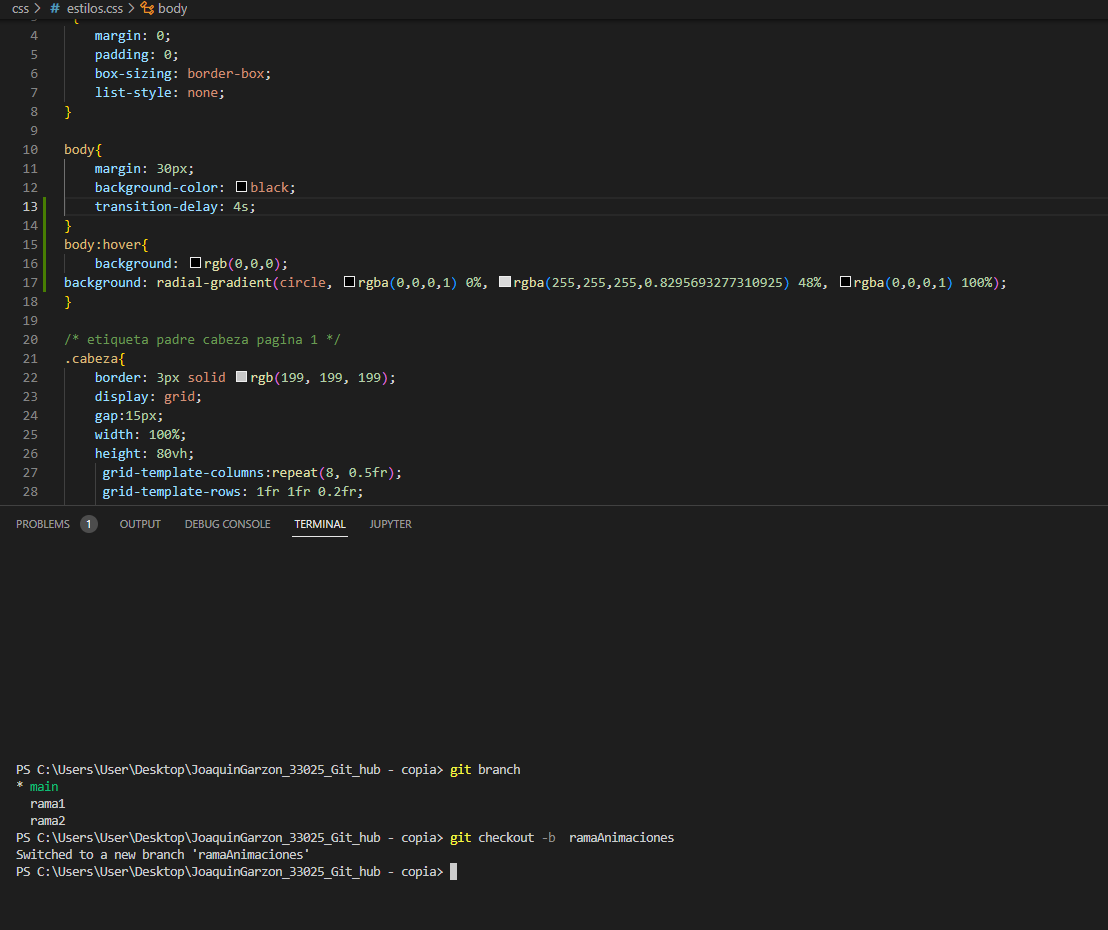 css > # estilos.css > body
3 {
4 margin: 0;
5 padding: 0;
6 box-sizing: border-box;
7 list-style: none;
8 }
9
10 body{
11 margin: 30px;
12 background-color: black;
13 transition-delay: 4s;
14 }
15 body:hover{
16 background: rgb(0,0,0);
17 background: radial-gradient(circle, rgba(0,0,0,1) 0%, rgba(255,255,255,0.8295693277310925) 48%, rgba(0,0,0,1) 100%);
18 }
19
20 /* etiqueta padre cabeza pagina 1 */
21 .cabeza{
22 border: 3px solid rgb(199, 199, 199);
23 display: grid;
24 gap:15px;
25 width: 100%;
26 height: 80vh;
27 grid-template-columns:repeat(8, 0.5fr);
28 grid-template-rows: 1fr 1fr 0.2fr;
PROBLEMS 1 OUTPUT DEBUG CONSOLE TERMINAL JUPYTER
PS C:\Users\User\Desktop\JoaquinGarzon_33025_Git_hub - copia> git branch
* main
rama1
rama2
PS C:\Users\User\Desktop\JoaquinGarzon_33025_Git_hub - copia> git checkout -b  ramaAnimaciones
Switched to a new branch 'ramaAnimaciones'
PS C:\Users\User\Desktop\JoaquinGarzon_33025_Git_hub - copia>